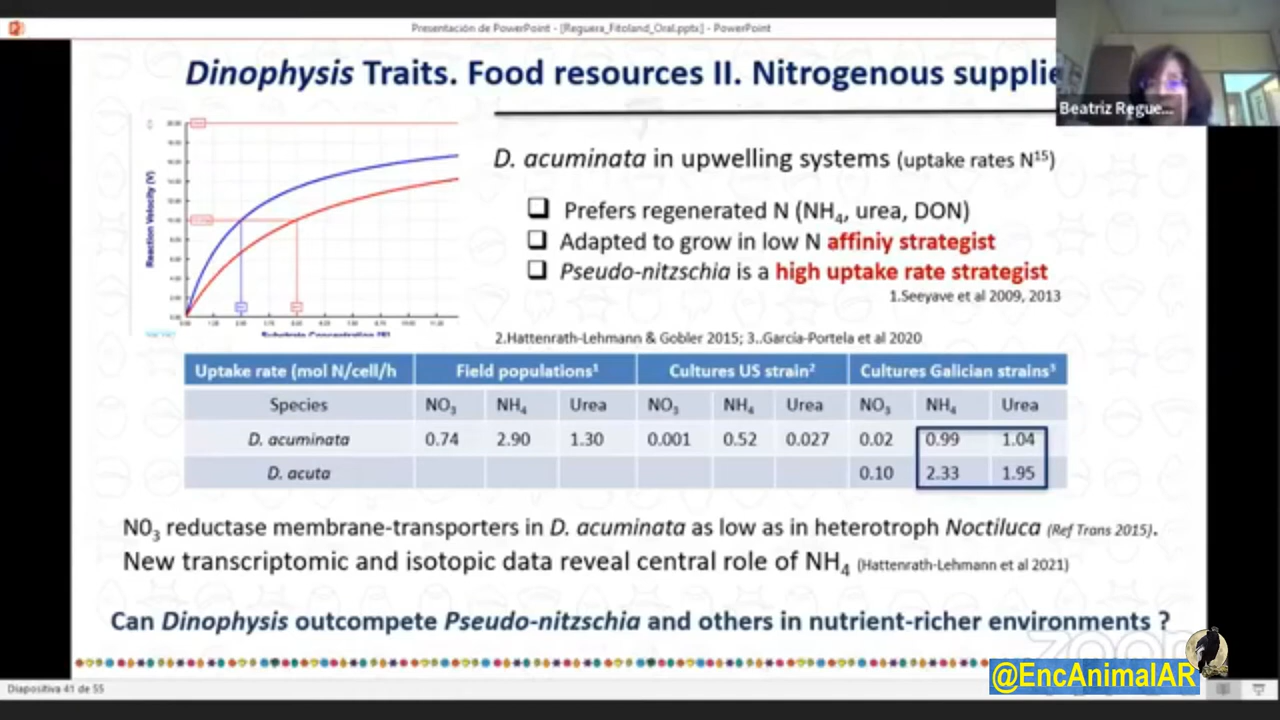 Presentación de PowerPoint - [Reguera_Fitoland_Oral.pptx] - PowerPoint
Dinophysis Traits. Food resources II. Nitrogenous supplie
Beatriz Regue...
Reaction Velocity (V)
Substrate Concentration [S]
D. acuminata in upwelling systems (uptake rates N¹⁵)
❑ Prefers regenerated N (NH₄, urea, DON)
❑ Adapted to grow in low N affiniy strategist
❑ Pseudo-nitzschia is a high uptake rate strategist
1.Seeyave et al 2009, 2013
2.Hattenrath-Lehmann & Gobler 2015; 3..García-Portela et al 2020
Uptake rate (mol N/cell/h Field populations¹ Cultures US strain² Cultures Galician strains³
Species NO₃ NH₄ Urea NO₃ NH₄ Urea NO₃ NH₄ Urea
D. acuminata 0.74 2.90 1.30 0.001 0.52 0.027 0.02 0.99 1.04
D. acuta 0.10 2.33 1.95
N0₃ reductase membrane-transporters in D. acuminata as low as in heterotroph Noctiluca (Ref Trans 2015).
New transcriptomic and isotopic data reveal central role of NH₄ (Hattenrath-Lehmann et al 2021)
Can Dinophysis outcompete Pseudo-nitzschia and others in nutrient-richer environments ?
zoom
@EncAnimalAR
Diapositiva 41 de 55